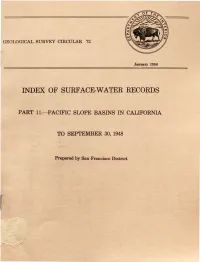 GEOLOGICAL SURVEY CIRCULAR 72
January 1950
INDEX OF SURFACE-WATER RECORDS
PART 11—PACIFIC SLOPE BASINS IN CALIFORNIA
TO SEPTEMBER 30, 1948
Prepared by San Francisco District